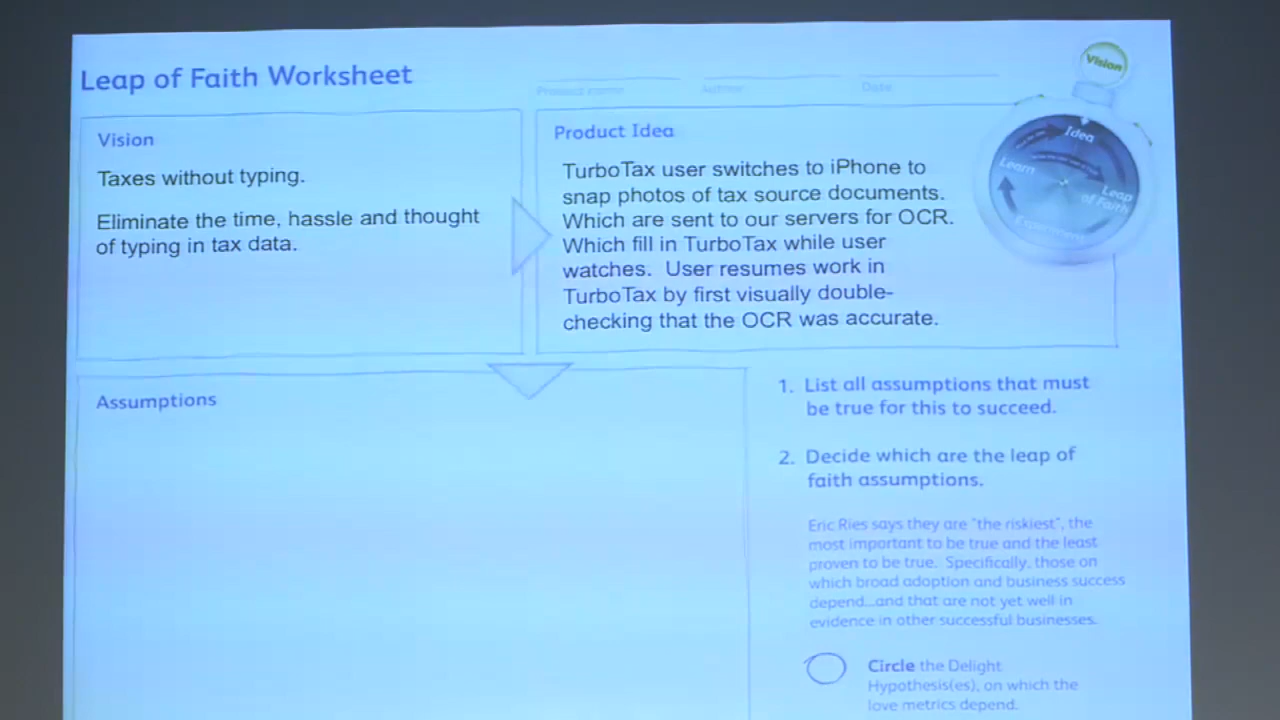 Leap of Faith Worksheet
Product name
Author
Date
Vision
Vision
Taxes without typing.
Eliminate the time, hassle and thought
of typing in tax data.
Product Idea
TurboTax user switches to iPhone to
snap photos of tax source documents.
Which are sent to our servers for OCR.
Which fill in TurboTax while user
watches. User resumes work in
TurboTax by first visually double-
checking that the OCR was accurate.
Idea
Learn
Leap
of Faith
Experiment
Assumptions
1. List all assumptions that must
be true for this to succeed.
2. Decide which are the leap of
faith assumptions.
Eric Ries says they are "the riskiest", the
most important to be true and the least
proven to be true. Specifically, those on
which broad adoption and business success
depend...and that are not yet well in
evidence in other successful businesses.
Circle the Delight
Hypothesis(es), on which the
love metrics depend.